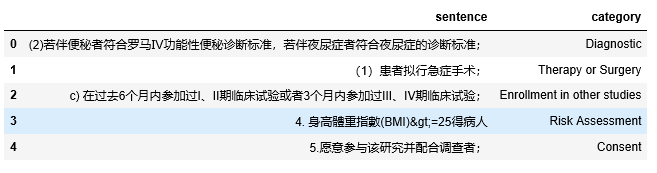 sentence category
0 (2)若伴便秘者符合罗马IV功能性便秘诊断标准，若伴夜尿症者符合夜尿症的诊断标准； Diagnostic
1 （1）患者拟行急症手术； Therapy or Surgery
2 c) 在过去6个月内参加过I、II期临床试验或者3个月内参加过III、IV期临床试验； Enrollment in other studies
3 4. 身高體重指數(BMI)&gt;=25得病人 Risk Assessment
4 5.愿意参与该研究并配合调查者； Consent